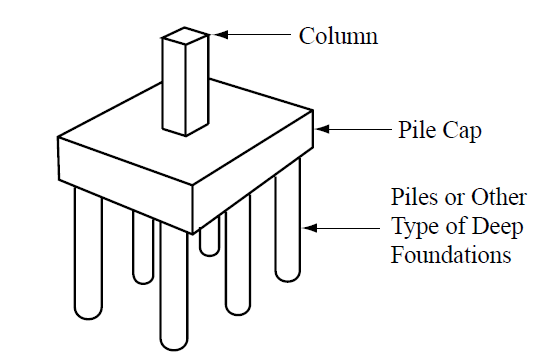 Column
Pile Cap
Piles or Other
Type of Deep
Foundations